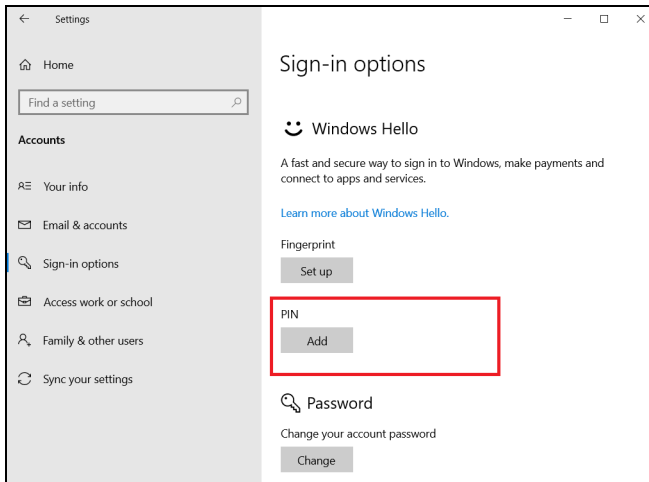 Settings
Home
Find a setting
Accounts
Your info
Email & accounts
Sign-in options
Access work or school
Family & other users
Sync your settings
Sign-in options
Windows Hello
A fast and secure way to sign in to Windows, make payments and
connect to apps and services.
Learn more about Windows Hello.
Fingerprint
Set up
PIN
Add
Password
Change your account password
Change